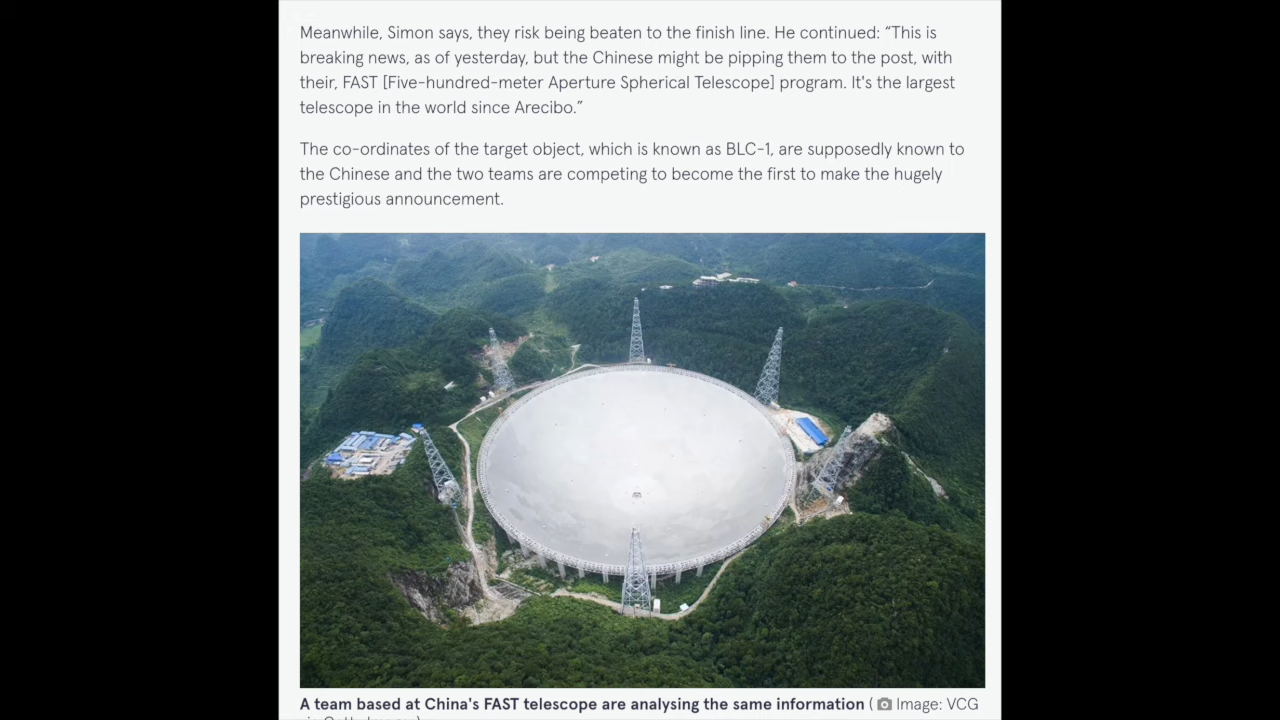 Meanwhile, Simon says, they risk being beaten to the finish line. He continued: “This is
breaking news, as of yesterday, but the Chinese might be pipping them to the post, with
their, FAST [Five-hundred-meter Aperture Spherical Telescope] program. It's the largest
telescope in the world since Arecibo.”
The co-ordinates of the target object, which is known as BLC-1, are supposedly known to
the Chinese and the two teams are competing to become the first to make the hugely
prestigious announcement.
A team based at China's FAST telescope are analysing the same information ( Image: VCG